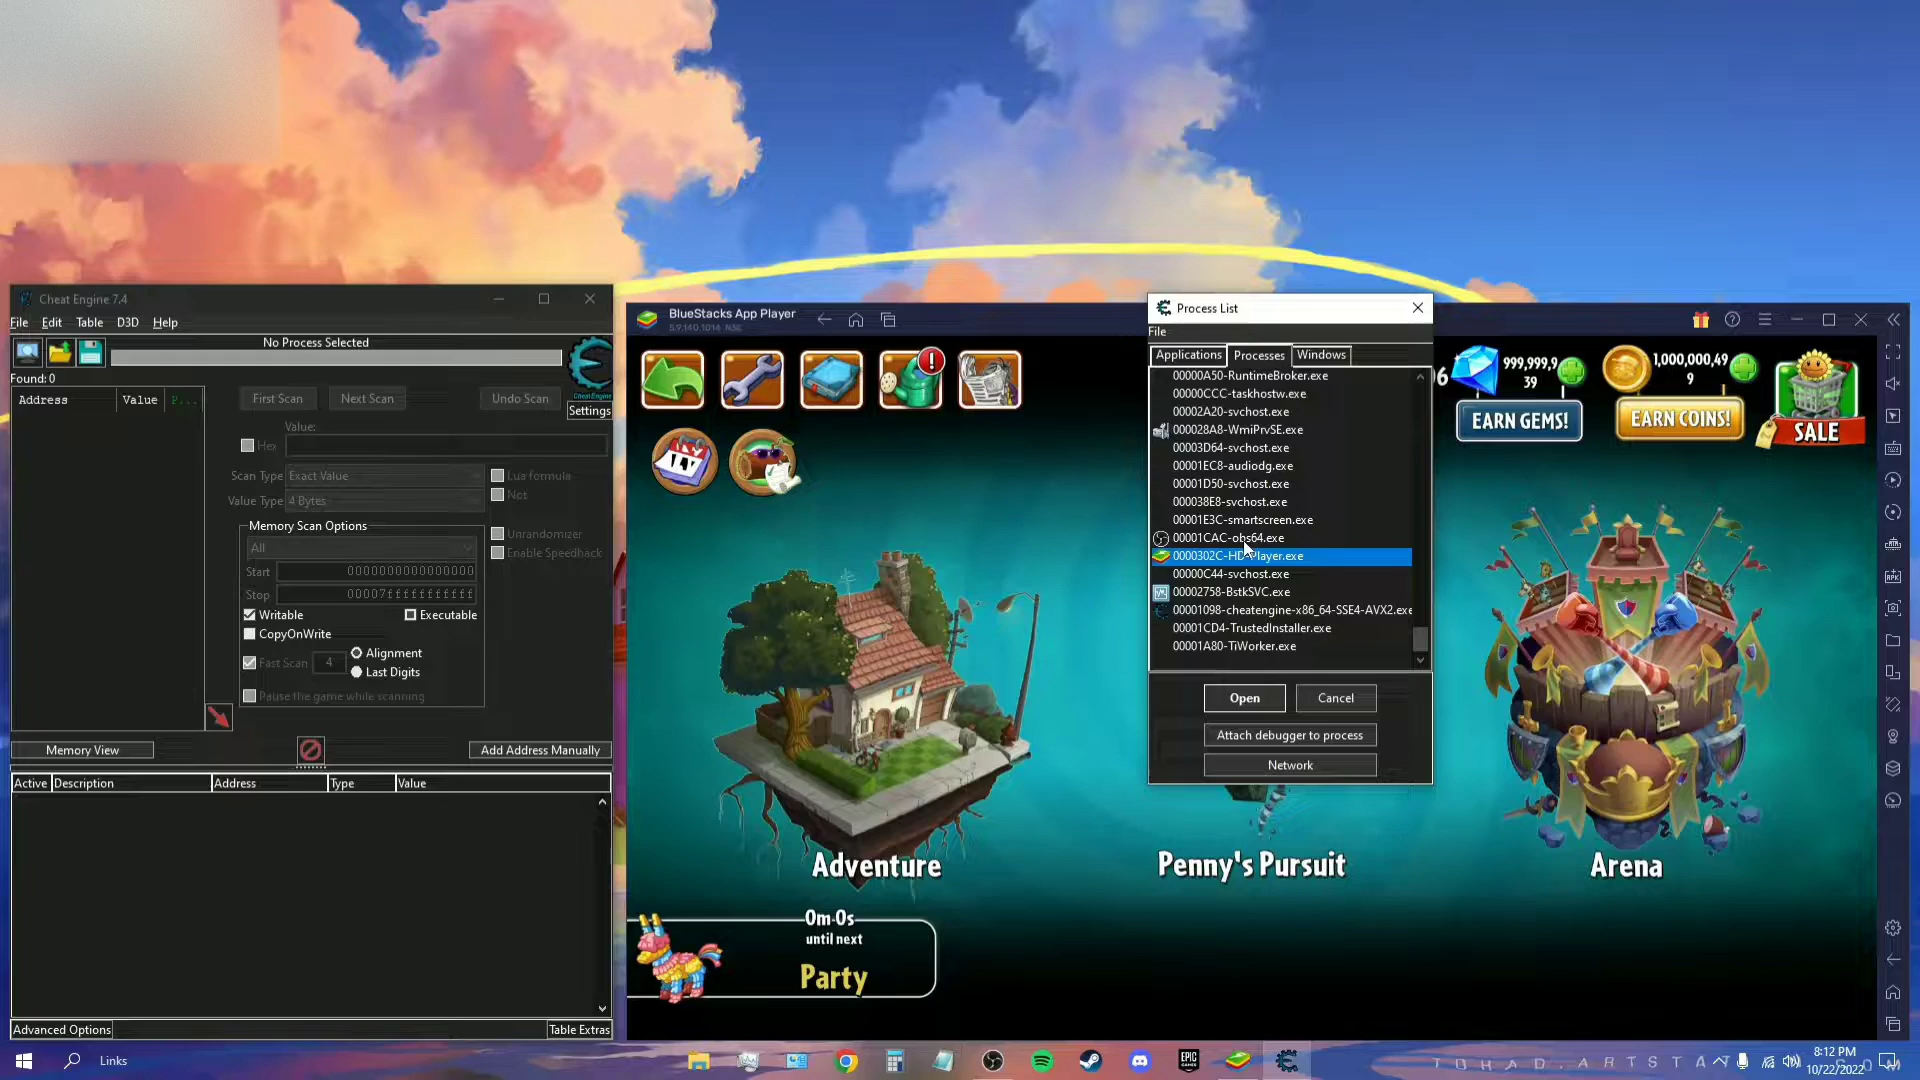 Cheat Engine 7.4
File Edit Table D3D Help
No Process Selected
Found: 0
Address Value P...
First Scan Next Scan Undo Scan
Settings
Value:
Hex
Scan Type Exact Value
Lua formula
Not
Value Type 4 Bytes
Memory Scan Options
All
Unrandomizer
Enable Speedhack
Start 0000000000000000
Stop 00007fffffffffff
Writable Executable
CopyOnWrite
Fast Scan 4
Alignment
Last Digits
Pause the game while scanning
Memory View
Add Address Manually
Active Description Address Type Value
Advanced Options
Table Extras
BlueStacks App Player
5.9.140.1014 N32
Process List
File
Applications Processes Windows
00000A50-RuntimeBroker.exe
00000CCC-taskhostw.exe
00002A20-svchost.exe
000028A8-WmiPrvSE.exe
00003D64-svchost.exe
00001EC8-audiodg.exe
00001D50-svchost.exe
000038E8-svchost.exe
00001E3C-smartscreen.exe
00001CAC-obs64.exe
0000302C-HD-Player.exe
00000C44-svchost.exe
00002758-BstkSVC.exe
00001098-cheatengine-x86_64-SSE4-AVX2.exe
00001CD4-TrustedInstaller.exe
00001A80-TiWorker.exe
Open Cancel
Attach debugger to process
Network
6
999,999,9
39
1,000,000,49
9
EARN GEMS!
EARN COINS!
SALE
Adventure
Penny's Pursuit
Arena
0m 0s
until next
Party
Links
EPIC
GAMES
8:12 PM
10/22/2022